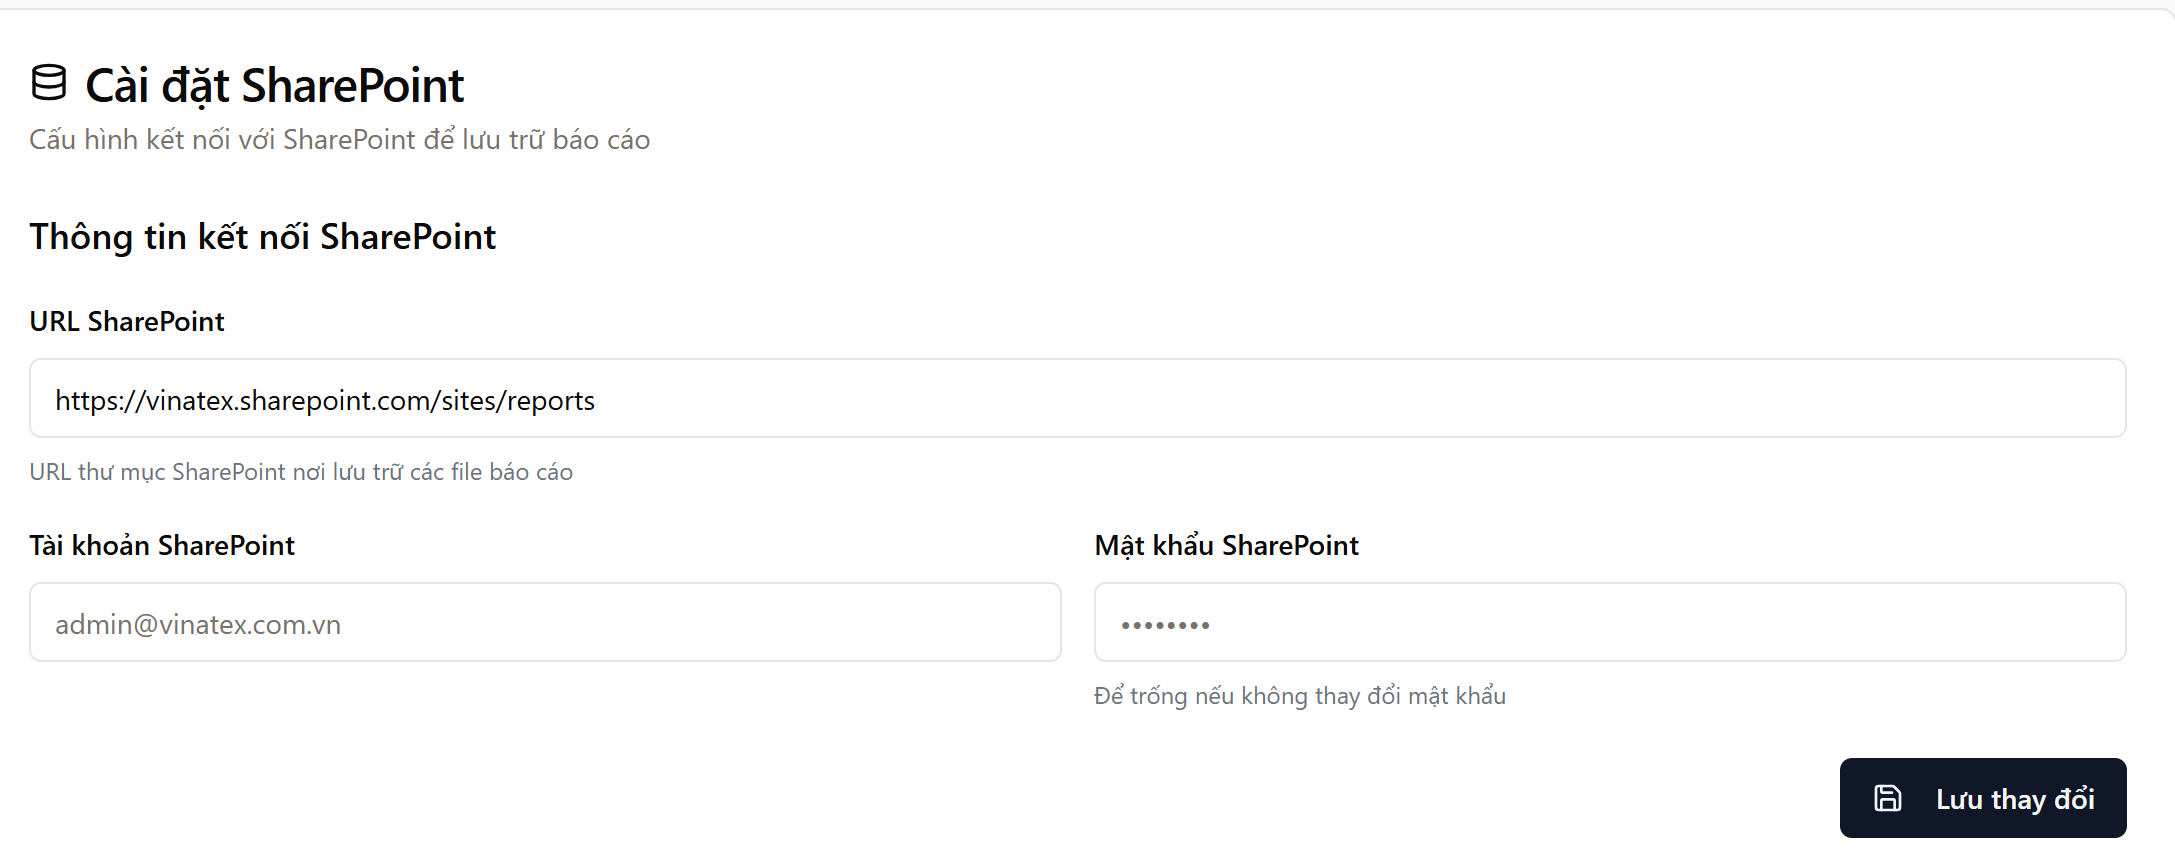 Cài đặt SharePoint
Cấu hình kết nối với SharePoint để lưu trữ báo cáo
Thông tin kết nối SharePoint
URL SharePoint
https://vinatex.sharepoint.com/sites/reports
URL thư mục SharePoint nơi lưu trữ các file báo cáo
Tài khoản SharePoint
admin@vinatex.com.vn
Mật khẩu SharePoint
••••••••
Để trống nếu không thay đổi mật khẩu
Lưu thay đổi